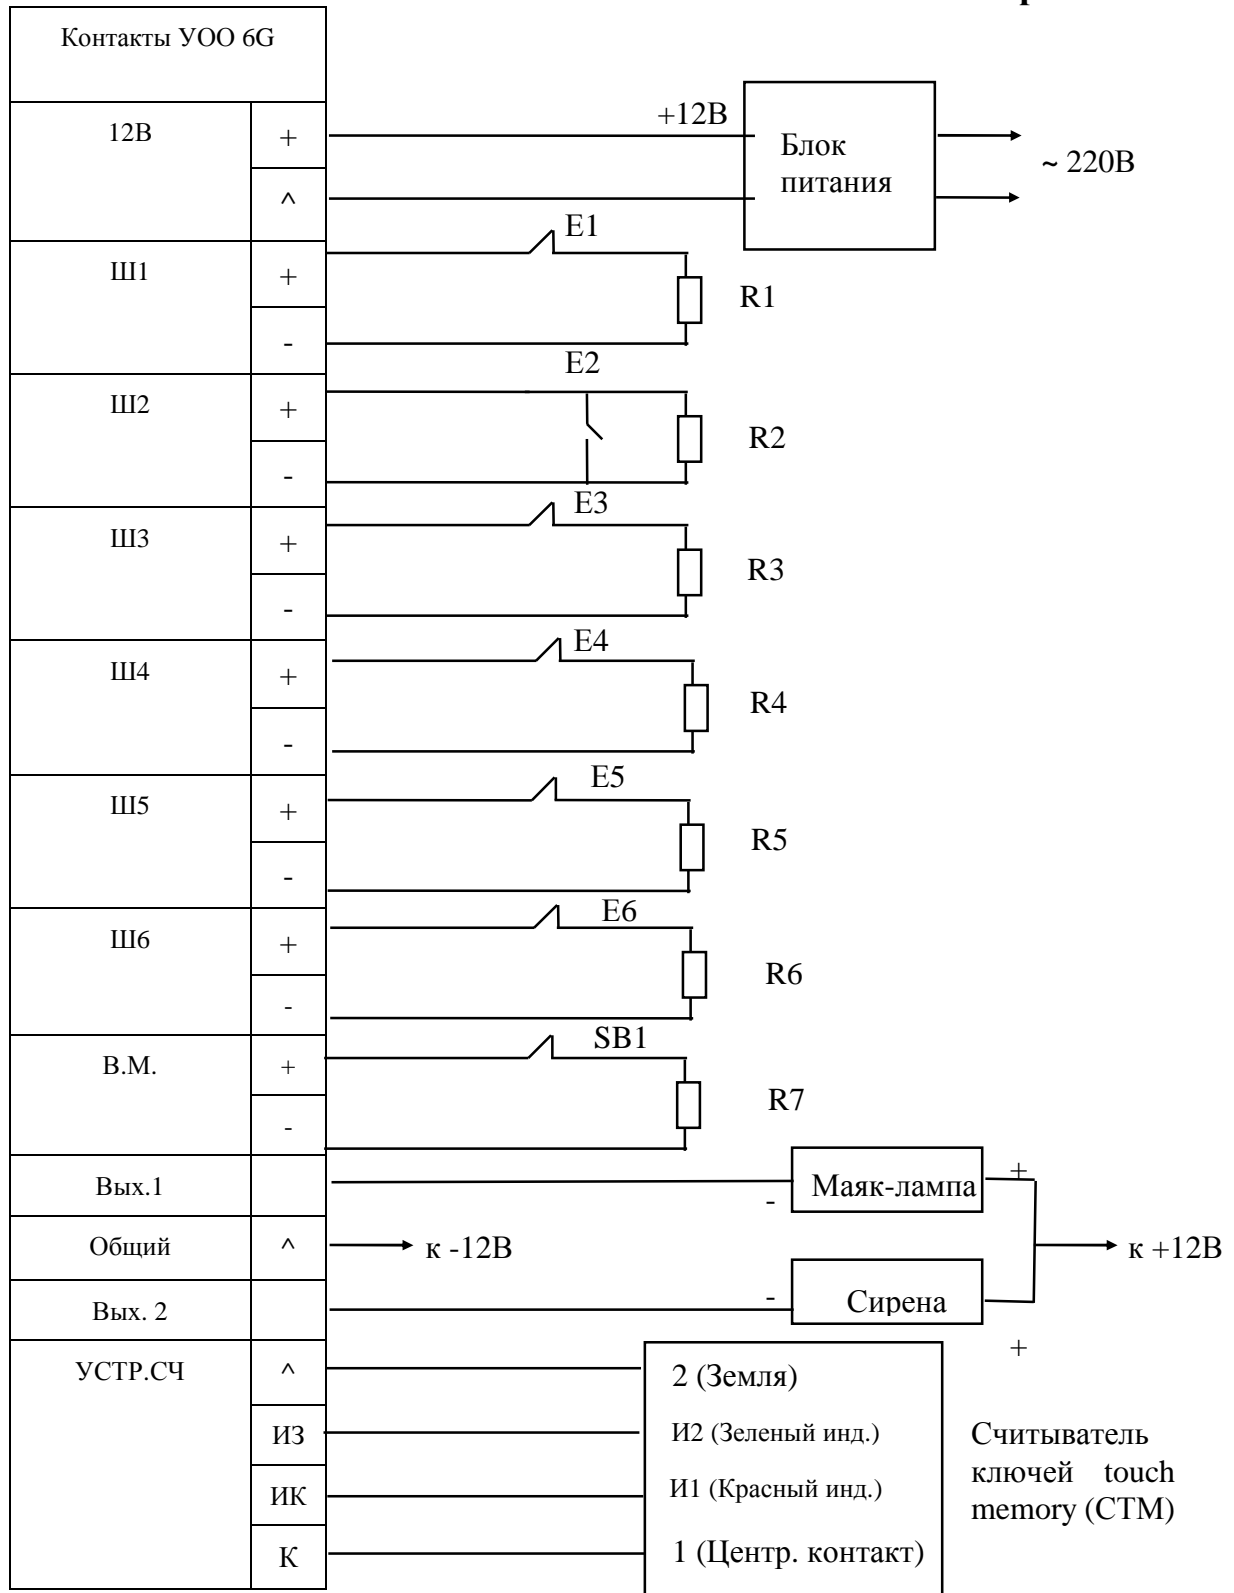 Контакты УОО 6G
12В
+
+12В
Блок
питания
~ 220В
^
Ш1
+
E1
R1
-
E2
Ш2
+
R2
-
Ш3
+
E3
R3
-
Ш4
+
E4
R4
-
Ш5
+
E5
R5
-
Ш6
+
E6
R6
-
В.М.
+
SB1
R7
-
Вых.1
-
Маяк-лампа
+
Общий
^
к -12В
к +12В
Вых. 2
-
Сирена
+
УСТР.СЧ
^
2 (Земля)
ИЗ
И2 (Зеленый инд.)
ИК
И1 (Красный инд.)
К
1 (Центр. контакт)
Считыватель
ключей touch
memory (СТМ)